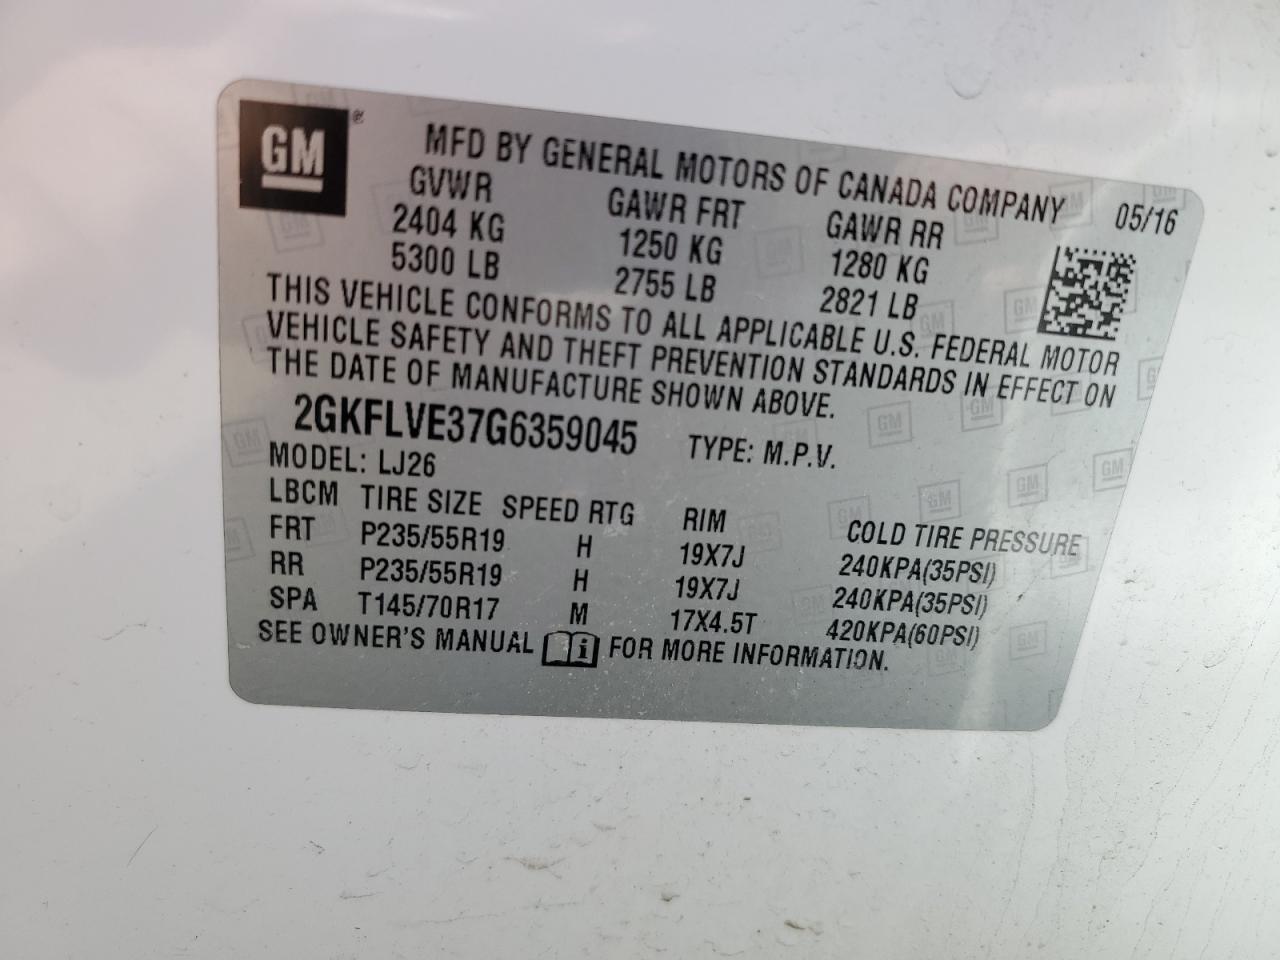 GM ®
MFD BY GENERAL MOTORS OF CANADA COMPANY 05/16
GVWR GAWR FRT GAWR RR
2404 KG 1250 KG 1280 KG
5300 LB 2755 LB 2821 LB
THIS VEHICLE CONFORMS TO ALL APPLICABLE U.S. FEDERAL MOTOR
VEHICLE SAFETY AND THEFT PREVENTION STANDARDS IN EFFECT ON
THE DATE OF MANUFACTURE SHOWN ABOVE.
2GKFLVE37G6359045 TYPE: M.P.V.
MODEL: LJ26
LBCM TIRE SIZE SPEED RTG RIM COLD TIRE PRESSURE
FRT P235/55R19 H 19X7J 240KPA(35PSI)
RR P235/55R19 H 19X7J 240KPA(35PSI)
SPA T145/70R17 M 17X4.5T 420KPA(60PSI)
SEE OWNER'S MANUAL i FOR MORE INFORMATION.